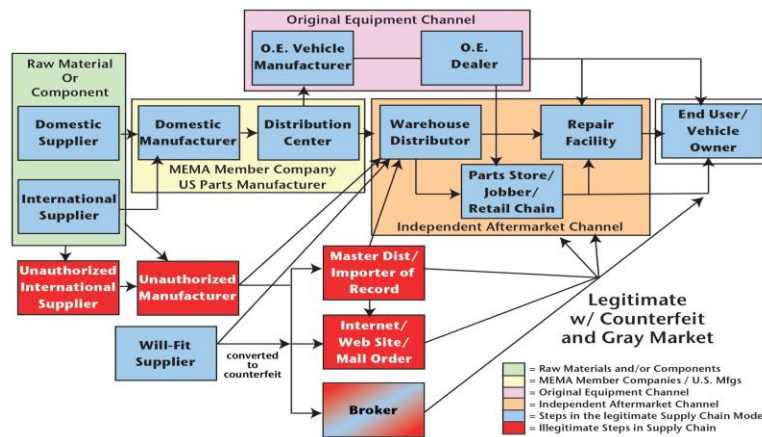 Original Equipment Channel
O.E. Vehicle
Manufacturer
O.E.
Dealer
Raw Material
Or
Component
Domestic
Supplier
International
Supplier
Domestic
Manufacturer
Distribution
Center
MEMA Member Company
US Parts Manufacturer
Warehouse
Distributor
Repair
Facility
Parts Store/
Jobber/
Retail Chain
Independent Aftermarket Channel
End User/
Vehicle
Owner
Unauthorized
International
Supplier
Unauthorized
Manufacturer
Master Dist/
Importer of
Record
Will-Fit
Supplier
converted
to
counterfeit
Internet/
Web Site/
Mail Order
Broker
Legitimate
w/ Counterfeit
and Gray Market
= Raw Materials and/or Components
= MEMA Member Companies / U.S. Mfgs
= Original Equipment Channel
= Independent Aftermarket Channel
= Steps in the legitimate Supply Chain Mode
= Illegitimate Steps in Supply Chain